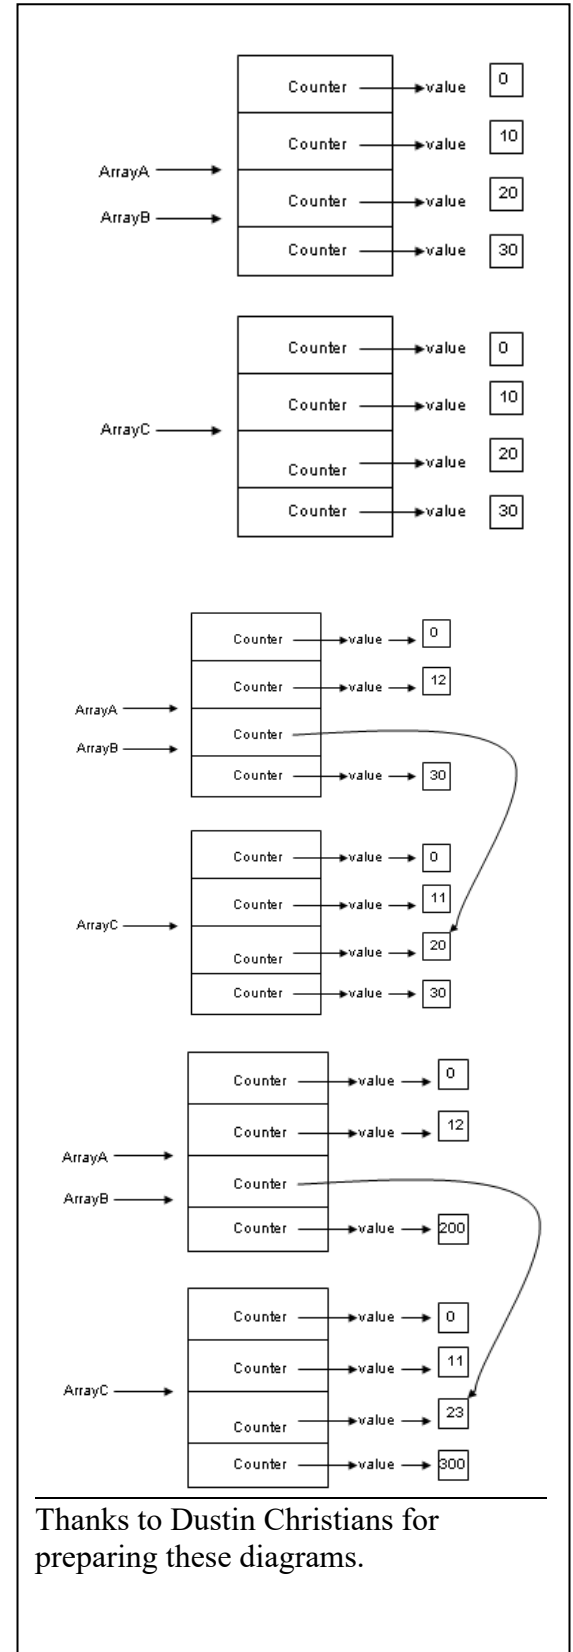 Counter value 0
Counter value 10
ArrayA
Counter value 20
ArrayB
Counter value 30
Counter value 0
Counter value 10
ArrayC
Counter value 20
Counter value 30
Counter value 0
Counter value 12
ArrayA
Counter
ArrayB
Counter value 30
Counter value 0
Counter value 11
ArrayC
Counter value 20
Counter value 30
Counter value 0
Counter value 12
ArrayA
Counter
ArrayB
Counter value 200
Counter value 0
Counter value 11
ArrayC
Counter value 23
Counter value 300
Thanks to Dustin Christians for
preparing these diagrams.